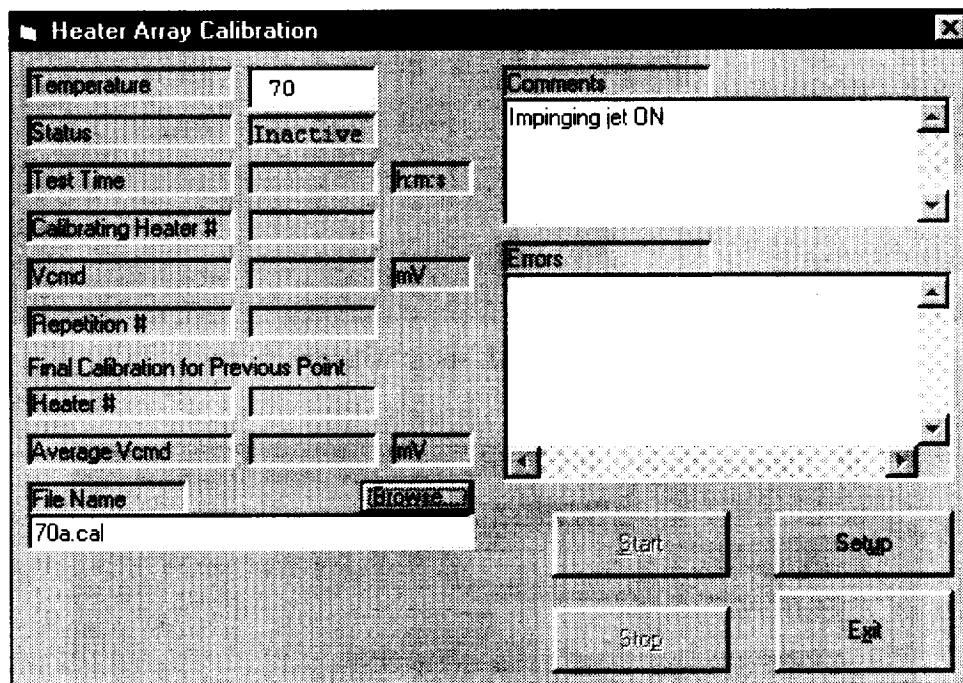 Heater Array Calibration
Temperature 70
Status Inactive
Test Time h:m:s
Calibrating Heater #
Vcmd mV
Repetition #
Final Calibration for Previous Point
Heater #
Average Vcmd mV
File Name Browse...
70a.cal
Comments
Impinging jet ON
Errors
Start Setup
Stop Exit